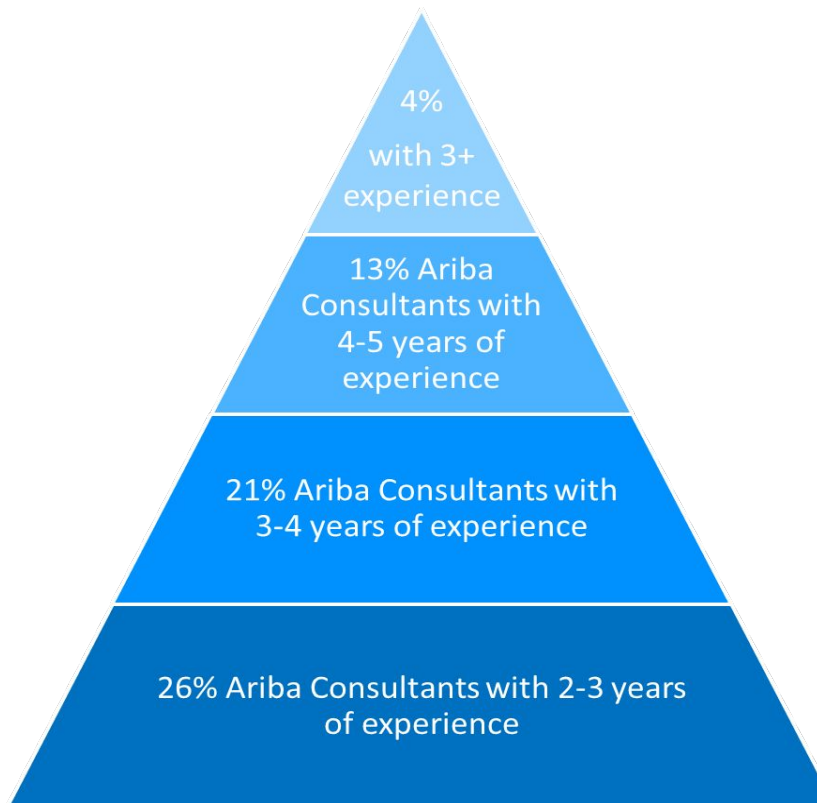 4%
with 3+
experience
13% Ariba
Consultants with
4-5 years of
experience
21% Ariba Consultants with
3-4 years of experience
26% Ariba Consultants with 2-3 years
of experience